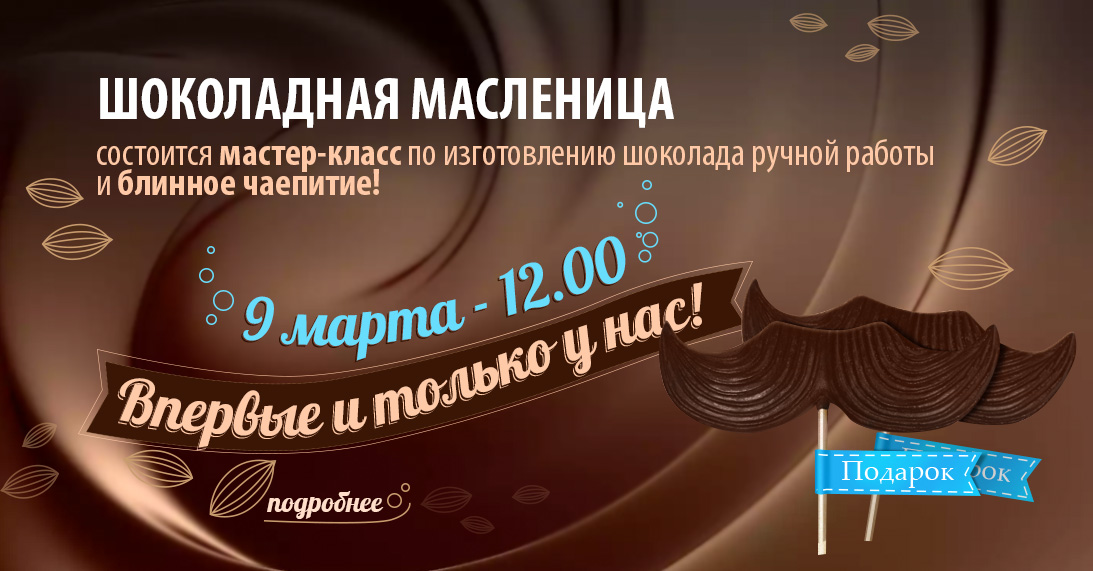 ШОКОЛАДНАЯ МАСЛЕНИЦА
состоится мастер-класс по изготовлению шоколада ручной работы
и блинное чаепитие!
9 марта - 12.00
Впервые и только у нас!
Подарок
подробнее